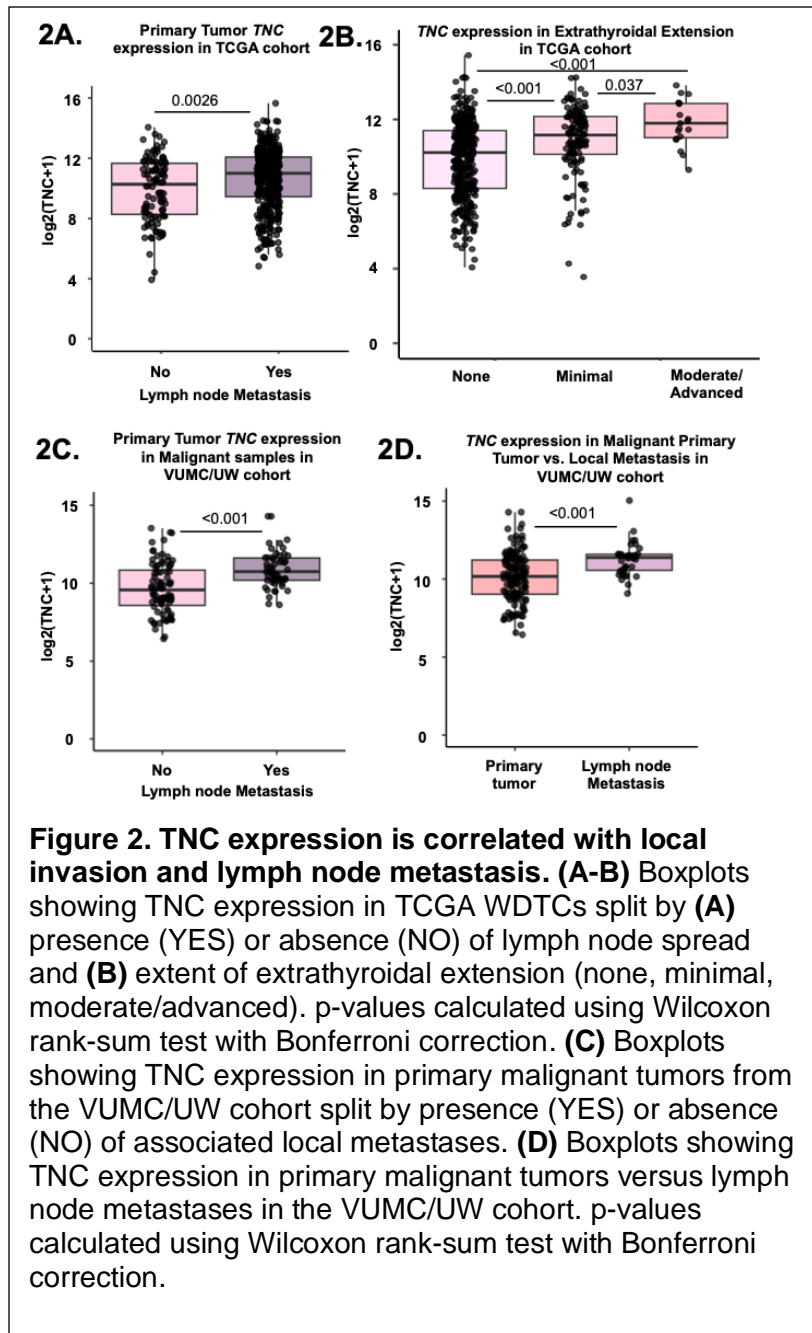 2A.
Primary Tumor TNC
expression in TCGA cohort
0.0026
16
12
8
4
0
log2(TNC+1)
No
Yes
Lymph node Metastasis
2B.
TNC expression in Extrathyroidal Extension
in TCGA cohort
<0.001
<0.001
0.037
16
12
8
4
0
log2(TNC+1)
None
Minimal
Moderate/
Advanced
2C.
Primary Tumor TNC expression
in Malignant samples in
VUMC/UW cohort
<0.001
15
10
5
0
log2(TNC+1)
No
Yes
Lymph node Metastasis
2D.
TNC expression in Malignant Primary
Tumor vs. Local Metastasis in
VUMC/UW cohort
<0.001
15
10
5
0
log2(TNC+1)
Primary
tumor
Lymph node
Metastasis
Figure 2. TNC expression is correlated with local
invasion and lymph node metastasis. (A-B) Boxplots
showing TNC expression in TCGA WDTCs split by (A)
presence (YES) or absence (NO) of lymph node spread
and (B) extent of extrathyroidal extension (none, minimal,
moderate/advanced). p-values calculated using Wilcoxon
rank-sum test with Bonferroni correction. (C) Boxplots
showing TNC expression in primary malignant tumors from
the VUMC/UW cohort split by presence (YES) or absence
(NO) of associated local metastases. (D) Boxplots showing
TNC expression in primary malignant tumors versus lymph
node metastases in the VUMC/UW cohort. p-values
calculated using Wilcoxon rank-sum test with Bonferroni
correction.